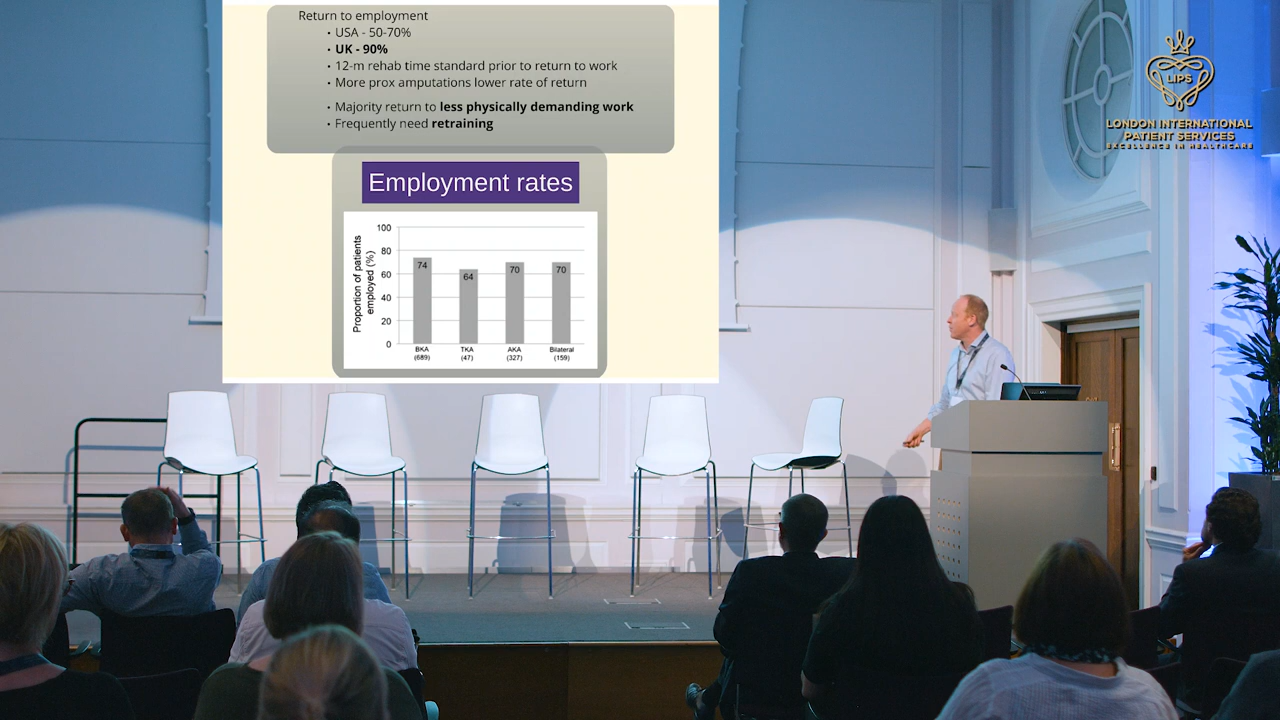 Return to employment
• USA - 50-70%
• UK - 90%
• 12-m rehab time standard prior to return to work
• More prox amputations lower rate of return
• Majority return to less physically demanding work
• Frequently need retraining
Employment rates
Proportion of patients
employed (%)
100
80
60
40
20
0
74
64
70
70
BKA
(689)
TKA
(47)
AKA
(327)
Bilateral
(159)
LIPS
LONDON INTERNATIONAL
PATIENT SERVICES
EXCELLENCE IN HEALTHCARE